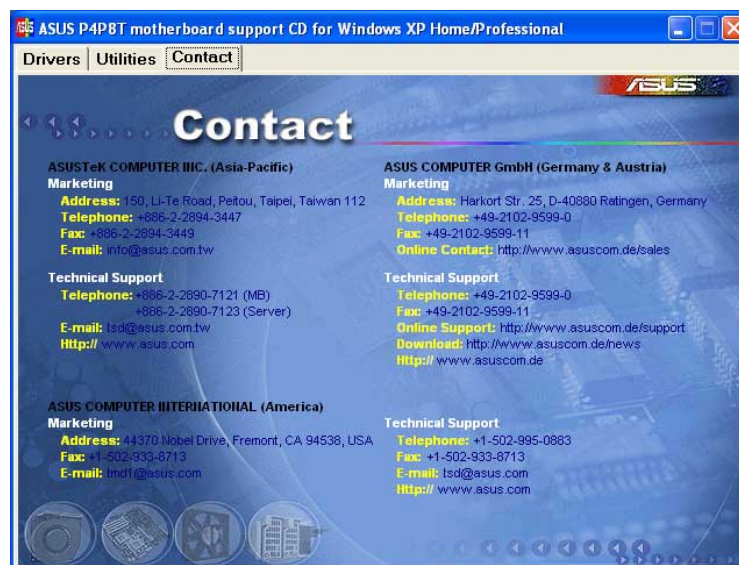 ASUS P4P8T motherboard support CD for Windows XP Home/Professional
Drivers
Utilities
Contact
ASUS
Contact
ASUSTeK COMPUTER INC. (Asia-Pacific)
Marketing
Address: 150, Li-Te Road, Peitou, Taipei, Taiwan 112
Telephone: +886-2-2894-3447
Fax: +886-2-2894-3449
E-mail: info@asus.com.tw
Technical Support
Telephone: +886-2-2890-7121 (MB)
+886-2-2890-7123 (Server)
E-mail: tsd@asus.com.tw
Http:// www.asus.com
ASUS COMPUTER GmbH (Germany & Austria)
Marketing
Address: Harkort Str. 25, D-40880 Ratingen, Germany
Telephone: +49-2102-9599-0
Fax: +49-2102-9599-11
Online Contact: http://www.asuscom.de/sales
Technical Support
Telephone: +49-2102-9599-0
Fax: +49-2102-9599-11
Online Support: http://www.asuscom.de/support
Download: http://www.asuscom.de/news
Http:// www.asuscom.de
ASUS COMPUTER INTERNATIONAL (America)
Marketing
Address: 44370 Nobel Drive, Fremont, CA 94538, USA
Fax: +1-502-933-8713
E-mail: tmd1@asus.com
Technical Support
Telephone: +1-502-995-0883
Fax: +1-502-933-8713
E-mail: tsd@asus.com
Http:// www.asus.com